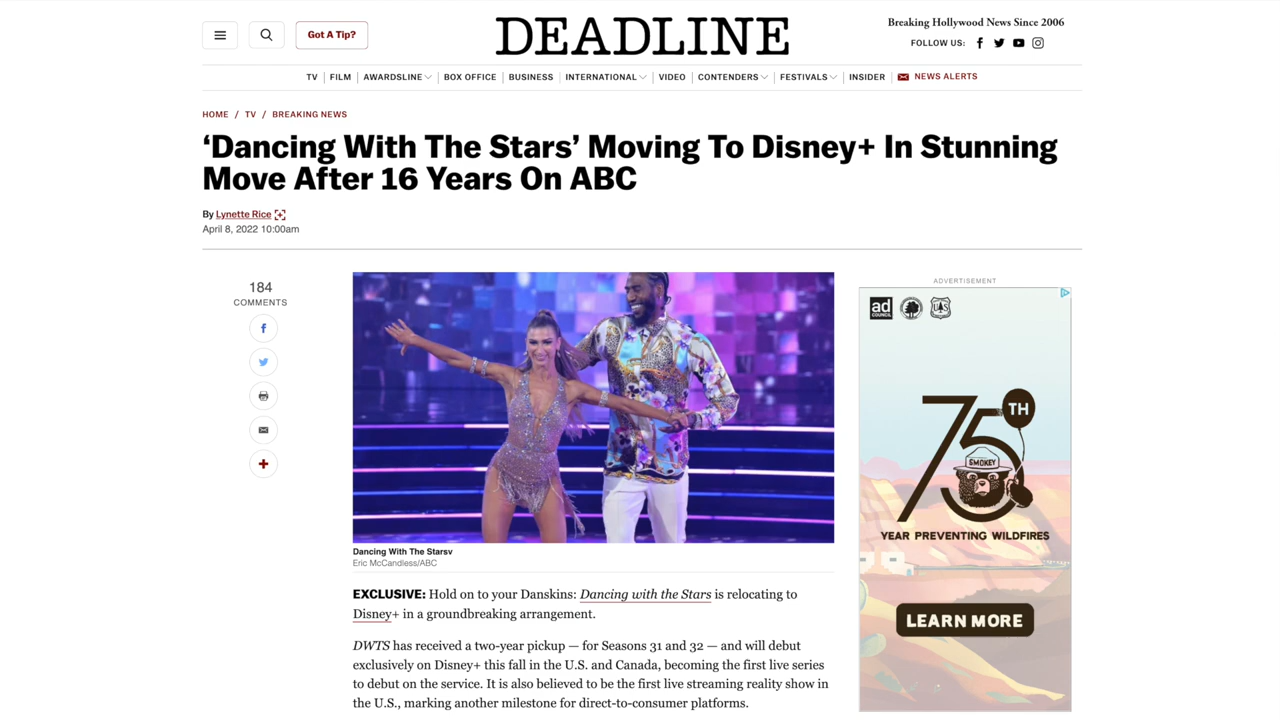 Got A Tip?
DEADLINE
Breaking Hollywood News Since 2006
FOLLOW US:
TV FILM AWARDSLINE BOX OFFICE BUSINESS INTERNATIONAL VIDEO CONTENDERS FESTIVALS INSIDER NEWS ALERTS
HOME / TV / BREAKING NEWS
‘Dancing With The Stars’ Moving To Disney+ In Stunning
Move After 16 Years On ABC
By Lynette Rice
April 8, 2022 10:00am
184
COMMENTS
Dancing With The Starsv
Eric McCandless/ABC
EXCLUSIVE: Hold on to your Danskins: Dancing with the Stars is relocating to
Disney+ in a groundbreaking arrangement.
DWTS has received a two-year pickup — for Seasons 31 and 32 — and will debut
exclusively on Disney+ this fall in the U.S. and Canada, becoming the first live series
to debut on the service. It is also believed to be the first live streaming reality show in
the U.S., marking another milestone for direct-to-consumer platforms.
ADVERTISEMENT
ad
COUNCIL
U S
75TH
SMOKEY
YEAR PREVENTING WILDFIRES
LEARN MORE